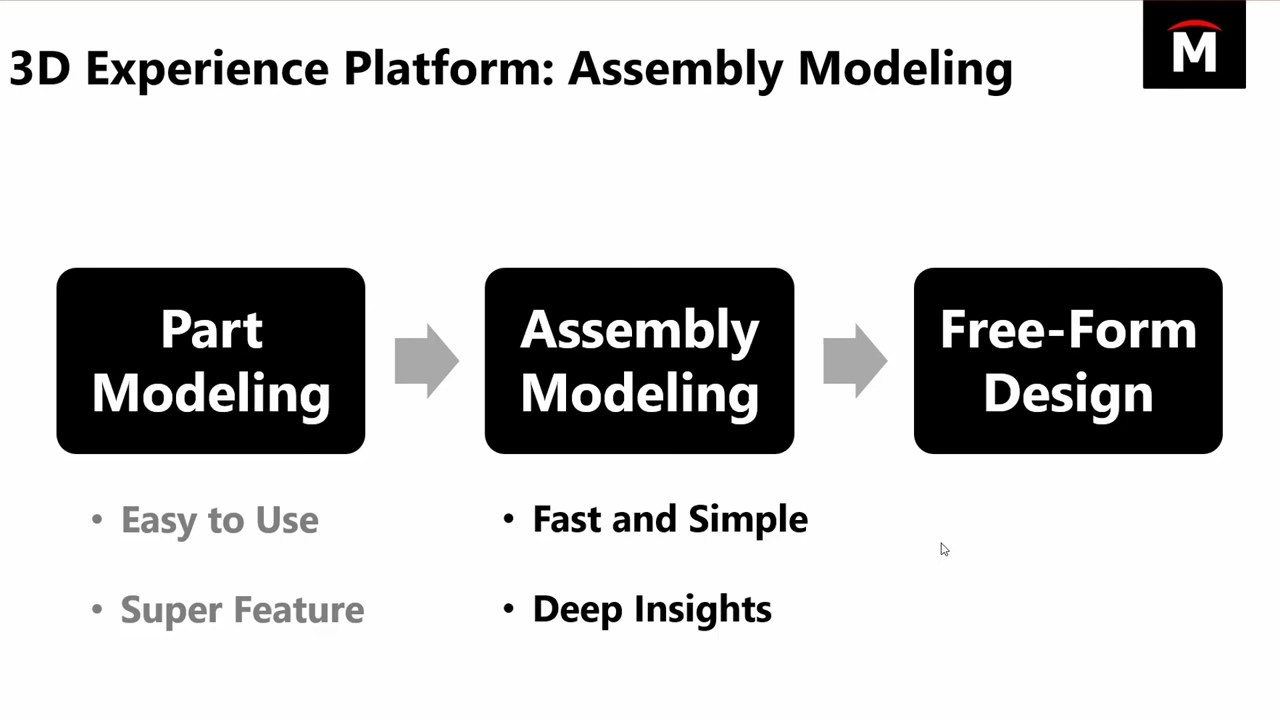 3D Experience Platform: Assembly Modeling
M
Part
Modeling
Assembly
Modeling
Free-Form
Design
• Easy to Use
• Super Feature
• Fast and Simple
• Deep Insights